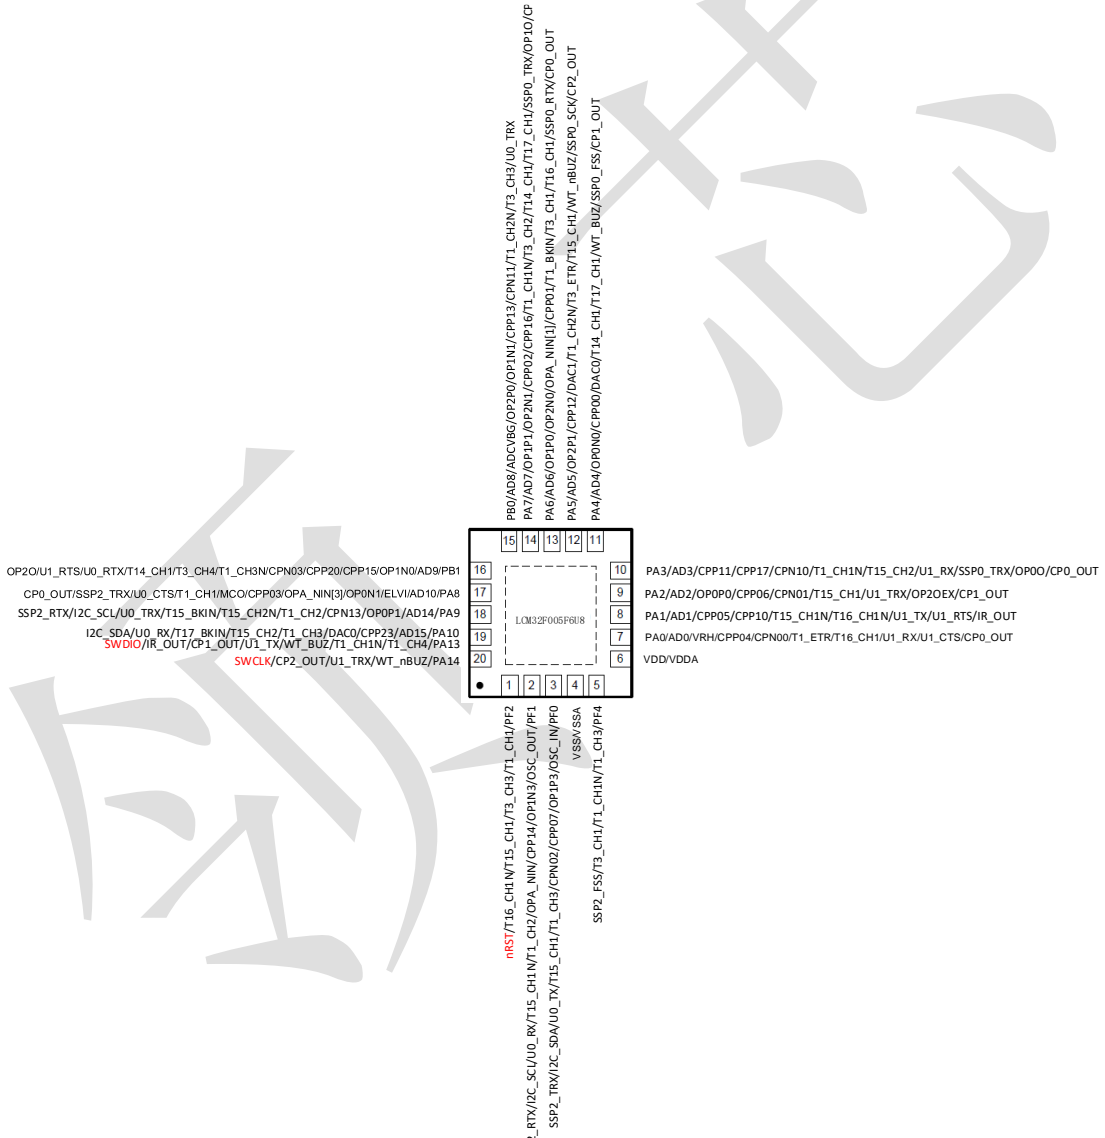 PB0/AD8/ADCVBG/OP2P0/OP1N1/CPP13/CPN11/T1_CH2N/T3_CH3/U0_TRX
PA7/AD7/OP1P1/OP2N1/CPP02/CPP16/T1_CH1N/T3_CH2/T14_CH1/T17_CH1/SSP0_TRX/OP1O/CP
PA6/AD6/OP1P0/OP2N0/OPA_NIN[1]/CPP01/T1_BKIN/T3_CH1/T16_CH1/SSP0_RTX/CP0_OUT
PA5/AD5/OP2P1/CPP12/DAC1/T1_CH2N/T3_ETR/T15_CH1/WT_nBUZ/SSP0_SCK/CP2_OUT
PA4/AD4/OP0N0/CPP00/DAC0/T14_CH1/T17_CH1/WT_BUZ/SSP0_FSS/CP1_OUT
15 14 13 12 11
OP2O/U1_RTS/U0_RTX/T14_CH1/T3_CH4/T1_CH3N/CPN03/CPP20/CPP15/OP1N0/AD9/PB1 16
CP0_OUT/SSP2_TRX/U0_CTS/T1_CH1/MCO/CPP03/OPA_NIN[3]/OP0N1/ELVI/AD10/PA8 17
SSP2_RTX/I2C_SCL/U0_TRX/T15_BKIN/T15_CH2N/T1_CH2/CPN13/OP0P1/AD14/PA9 18
I2C_SDA/U0_RX/T17_BKIN/T15_CH2/T1_CH3/DAC0/CPP23/AD15/PA10
SWDIO/IR_OUT/CP1_OUT/U1_TX/WT_BUZ/T1_CH1N/T1_CH4/PA13 19
SWCLK/CP2_OUT/U1_TRX/WT_nBUZ/PA14 20
LCM32F005F6U8
10 PA3/AD3/CPP11/CPP17/CPN10/T1_CH1N/T15_CH2/U1_RX/SSP0_TRX/OP0O/CP0_OUT
9 PA2/AD2/OP0P0/CPP06/CPN01/T15_CH1/U1_TRX/OP2OEX/CP1_OUT
8 PA1/AD1/CPP05/CPP10/T15_CH1N/T16_CH1N/U1_TX/U1_RTS/IR_OUT
7 PA0/AD0/VRH/CPP04/CPN00/T1_ETR/T16_CH1/U1_RX/U1_CTS/CP0_OUT
6 VDD/VDDA
1 2 3 4 5
nRST/T16_CH1N/T15_CH1/T3_CH3/T1_CH1/PF2
2_RTX/I2C_SCL/U0_RX/T15_CH1N/T1_CH2/OPA_NIN/CPP14/OP1N3/OSC_OUT/PF1
SSP2_TRX/I2C_SDA/U0_TX/T15_CH1/T1_CH3/CPN02/CPP07/OP1P3/OSC_IN/PF0
VSS/VSSA
SSP2_FSS/T3_CH1/T1_CH1N/T1_CH3/PF4